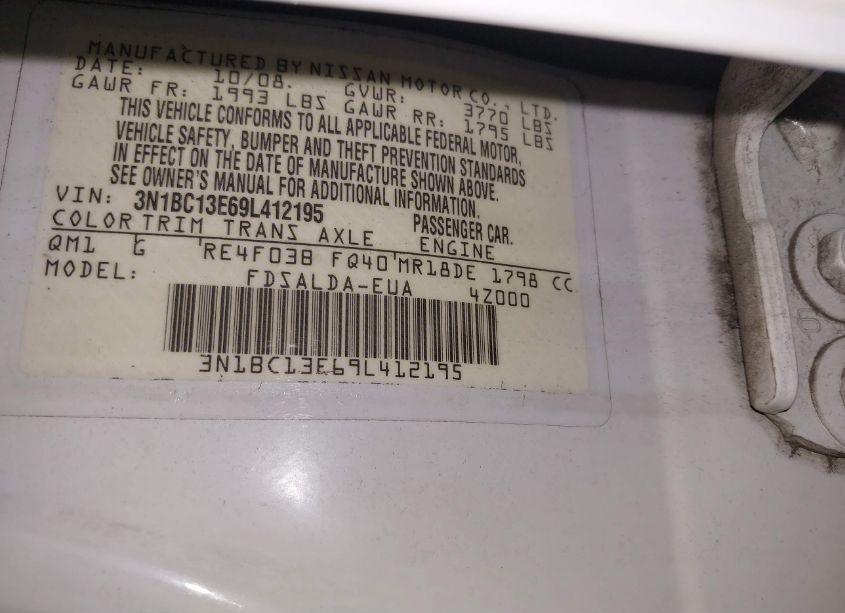 MANUFACTURED BY NISSAN MOTOR CO., LTD.
DATE: 10/08. GVWR: 3770 LBS
GAWR FR: 1993 LBS GAWR RR: 1795 LBS
THIS VEHICLE CONFORMS TO ALL APPLICABLE FEDERAL MOTOR,
VEHICLE SAFETY, BUMPER AND THEFT PREVENTION STANDARDS
IN EFFECT ON THE DATE OF MANUFACTURE SHOWN ABOVE.
SEE OWNER'S MANUAL FOR ADDITIONAL INFORMATION.
VIN: 3N1BC13E69L412195 PASSENGER CAR.
COLOR TRIM TRANS AXLE ENGINE
QM1 G RE4F03B FQ40 MR18DE 1798 CC
MODEL: FDSALDA-EUA 4Z000
3N1BC13E69L412195